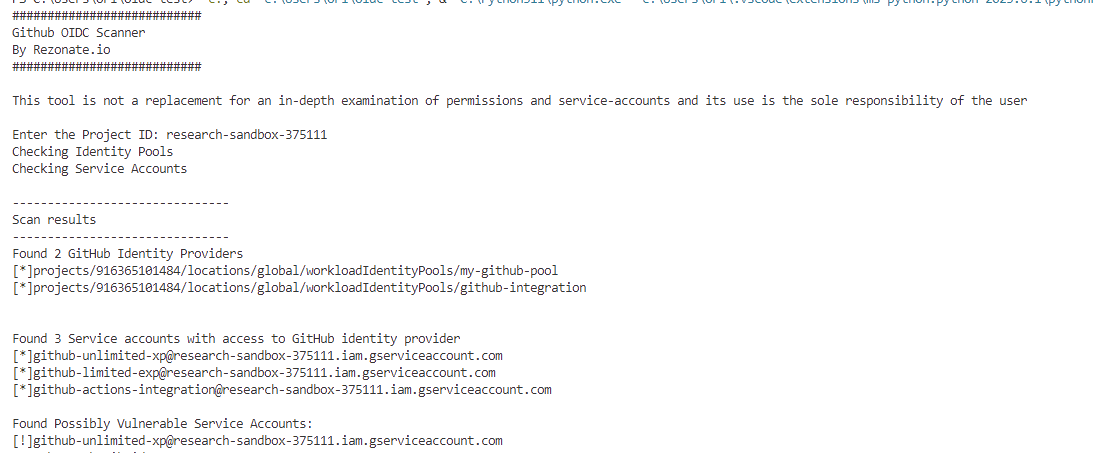 ###########################
Github OIDC Scanner
By Rezonate.io
###########################
This tool is not a replacement for an in-depth examination of permissions and service-accounts and its use is the sole responsibility of the user
Enter the Project ID: research-sandbox-375111
Checking Identity Pools
Checking Service Accounts
-------------------------------
Scan results
-------------------------------
Found 2 GitHub Identity Providers
[*]projects/916365101484/locations/global/workloadIdentityPools/my-github-pool
[*]projects/916365101484/locations/global/workloadIdentityPools/github-integration
Found 3 Service accounts with access to GitHub identity provider
[*]github-unlimited-xp@research-sandbox-375111.iam.gserviceaccount.com
[*]github-limited-exp@research-sandbox-375111.iam.gserviceaccount.com
[*]github-actions-integration@research-sandbox-375111.iam.gserviceaccount.com
Found Possibly Vulnerable Service Accounts:
[!]github-unlimited-xp@research-sandbox-375111.iam.gserviceaccount.com